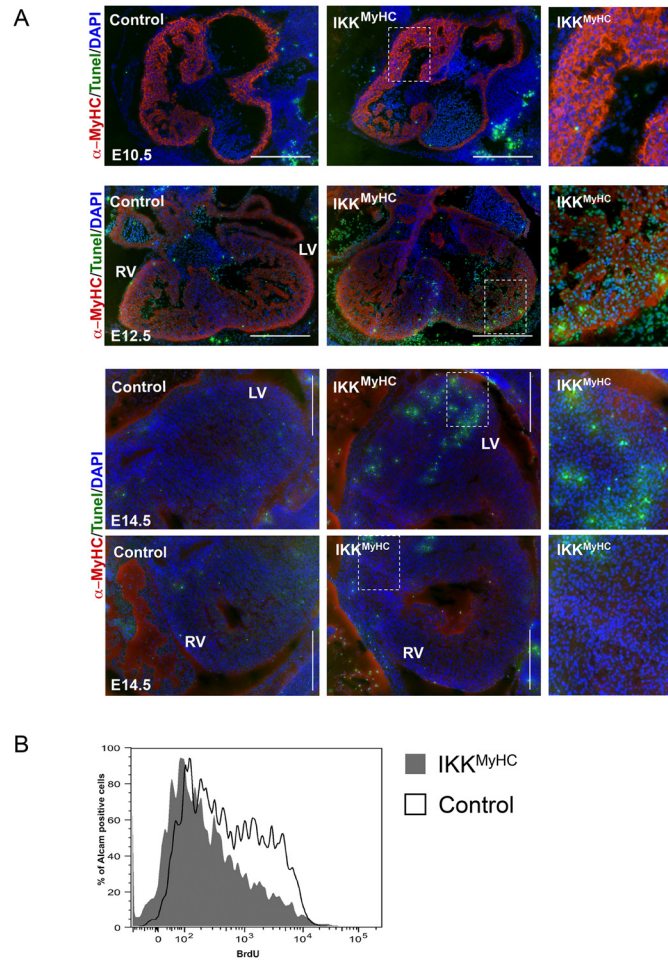 A
Control
IKK^MyHC
IKK^MyHC
α–MyHC/Tunel/DAPI
E10.5
Control
IKK^MyHC
IKK^MyHC
α–MyHC/Tunel/DAPI
RV
LV
E12.5
Control
IKK^MyHC
IKK^MyHC
LV
LV
E14.5
α–MyHC/Tunel/DAPI
Control
IKK^MyHC
IKK^MyHC
RV
RV
E14.5
B
100
80
60
40
20
0
% of Alcam positive cells
0 10^2 10^3 10^4 10^5
BrdU
IKK^MyHC
Control